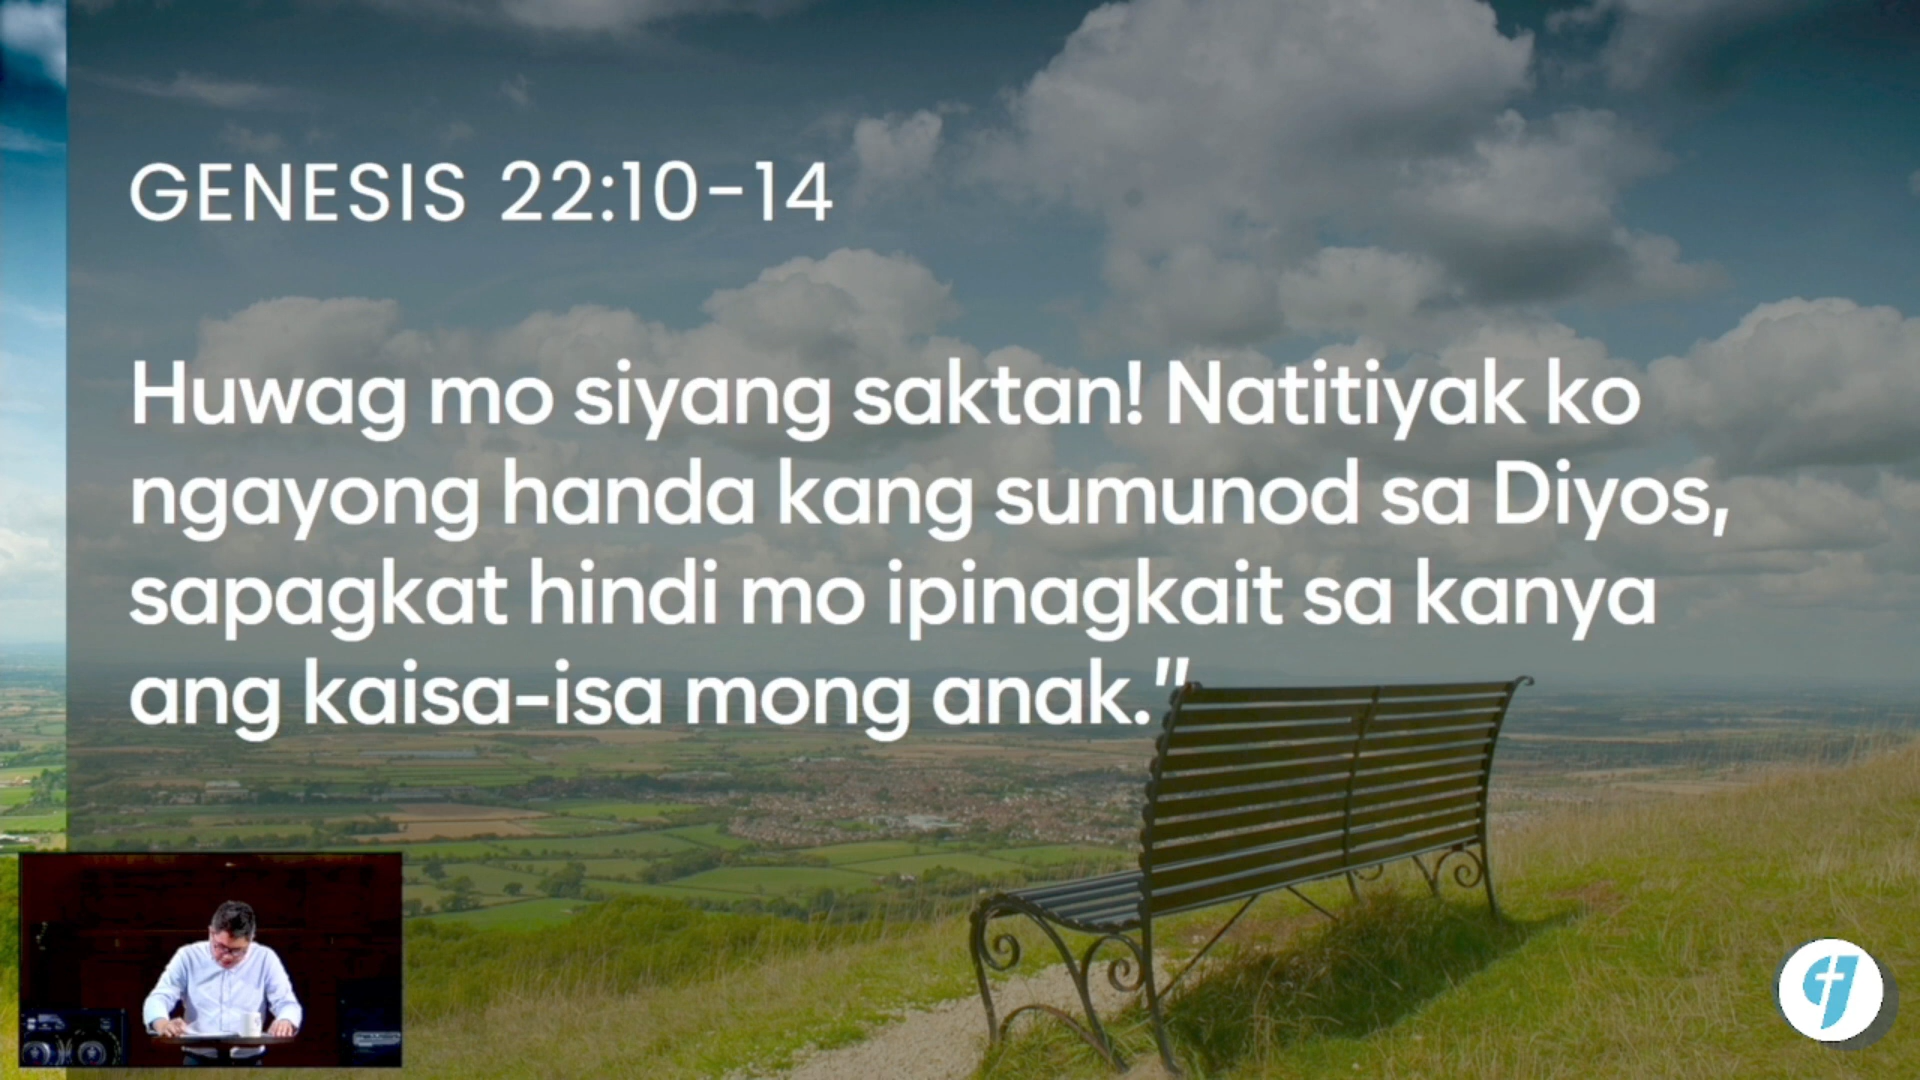 GENESIS 22:10-14
Huwag mo siyang saktan! Natitiyak ko
ngayong handa kang sumunod sa Diyos,
sapagkat hindi mo ipinagkait sa kanya
ang kaisa-isa mong anak."